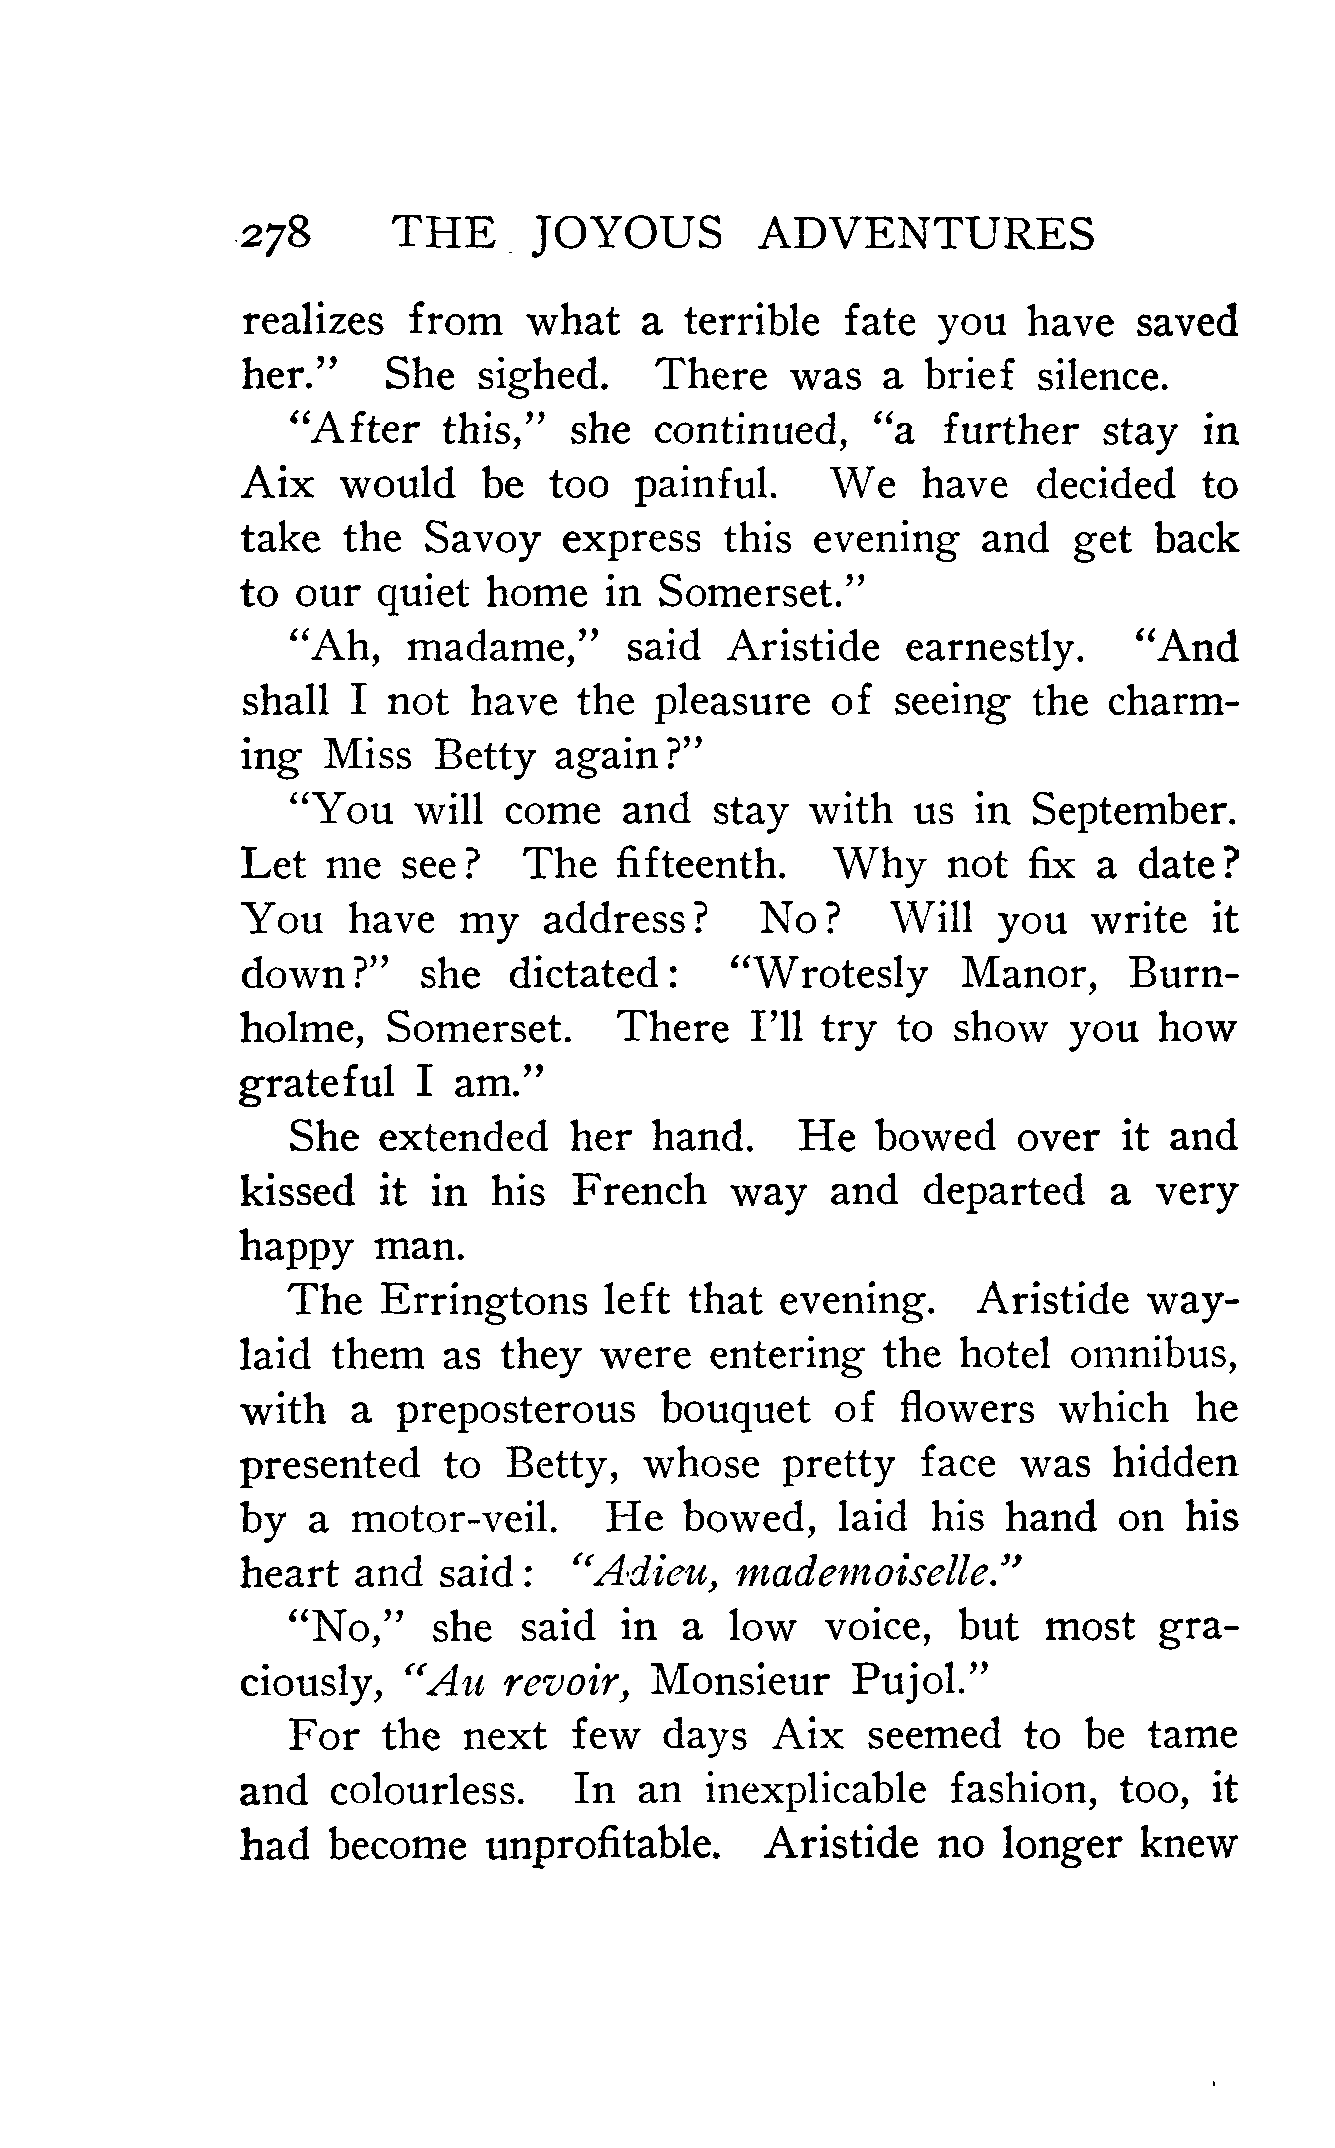 278 THE JOYOUS ADVENTURES
realizes from what a terrible fate you have saved
her." She sighed. There was a brief silence.
"After this," she continued, "a further stay in
Aix would be too painful. We have decided to
take the Savoy express this evening and get back
to our quiet home in Somerset."
"Ah, madame," said Aristide earnestly. "And
shall I not have the pleasure of seeing the charm-
ing Miss Betty again?"
"You will come and stay with us in September.
Let me see? The fifteenth. Why not fix a date?
You have my address? No? Will you write it
down?" she dictated: "Wrotesly Manor, Burn-
holme, Somerset. There I'll try to show you how
grateful I am."
She extended her hand. He bowed over it and
kissed it in his French way and departed a very
happy man.
The Erringtons left that evening. Aristide way-
laid them as they were entering the hotel omnibus,
with a preposterous bouquet of flowers which he
presented to Betty, whose pretty face was hidden
by a motor-veil. He bowed, laid his hand on his
heart and said: "Adieu, mademoiselle."
"No," she said in a low voice, but most gra-
ciously, "Au revoir, Monsieur Pujol."
For the next few days Aix seemed to be tame
and colourless. In an inexplicable fashion, too, it
had become unprofitable. Aristide no longer knew